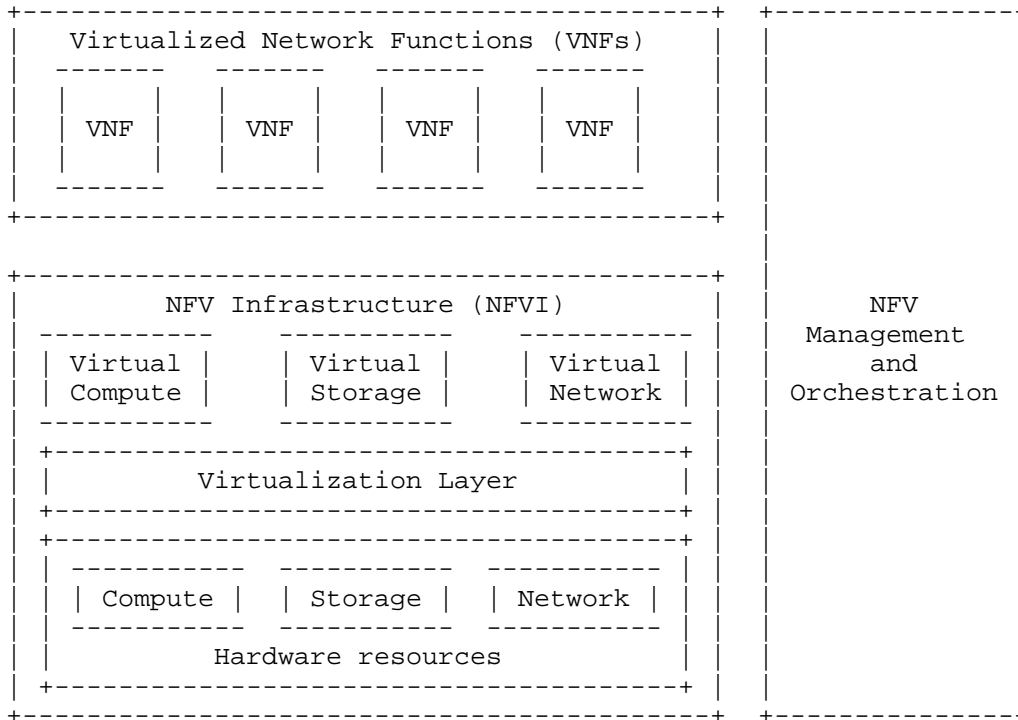 Virtualized Network Functions (VNFs)
VNF VNF VNF VNF
NFV Infrastructure (NFVI)
Virtual Virtual Virtual
Compute Storage Network
Virtualization Layer
Compute Storage Network
Hardware resources
NFV
Management
and
Orchestration